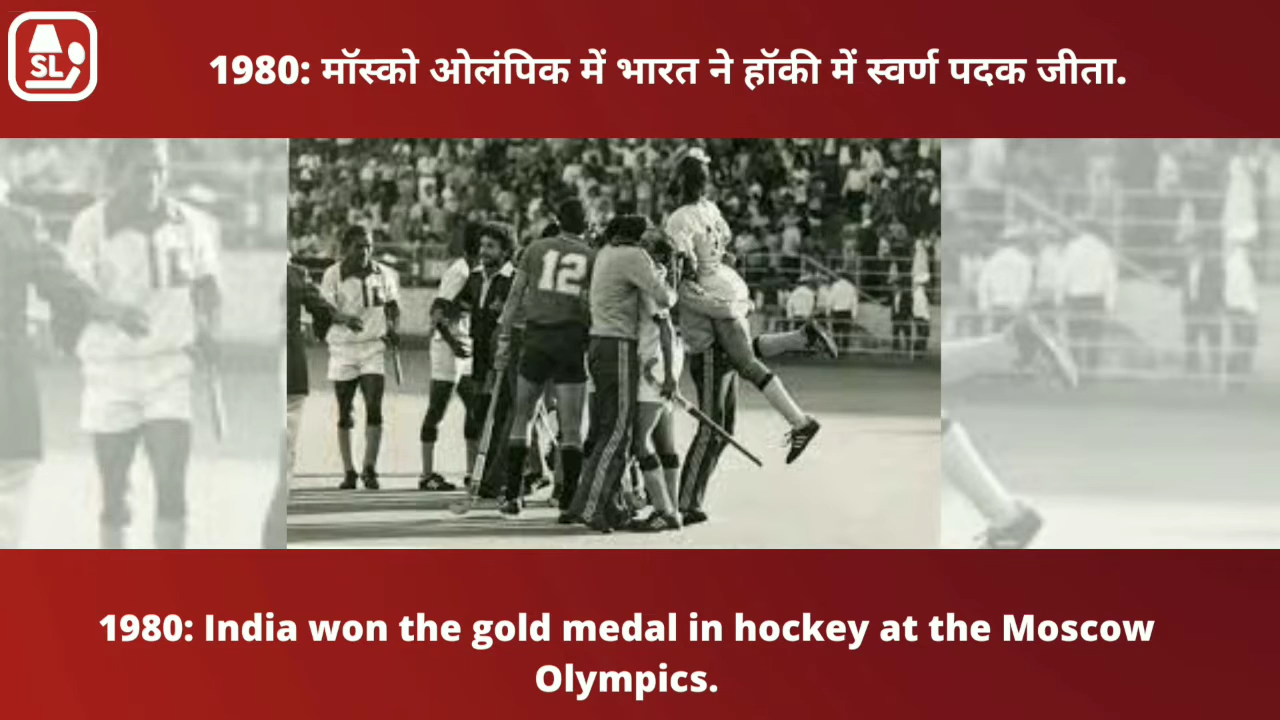 SL
1980: मॉस्को ओलंपिक में भारत ने हॉकी में स्वर्ण पदक जीता.
12
1980: India won the gold medal in hockey at the Moscow
Olympics.